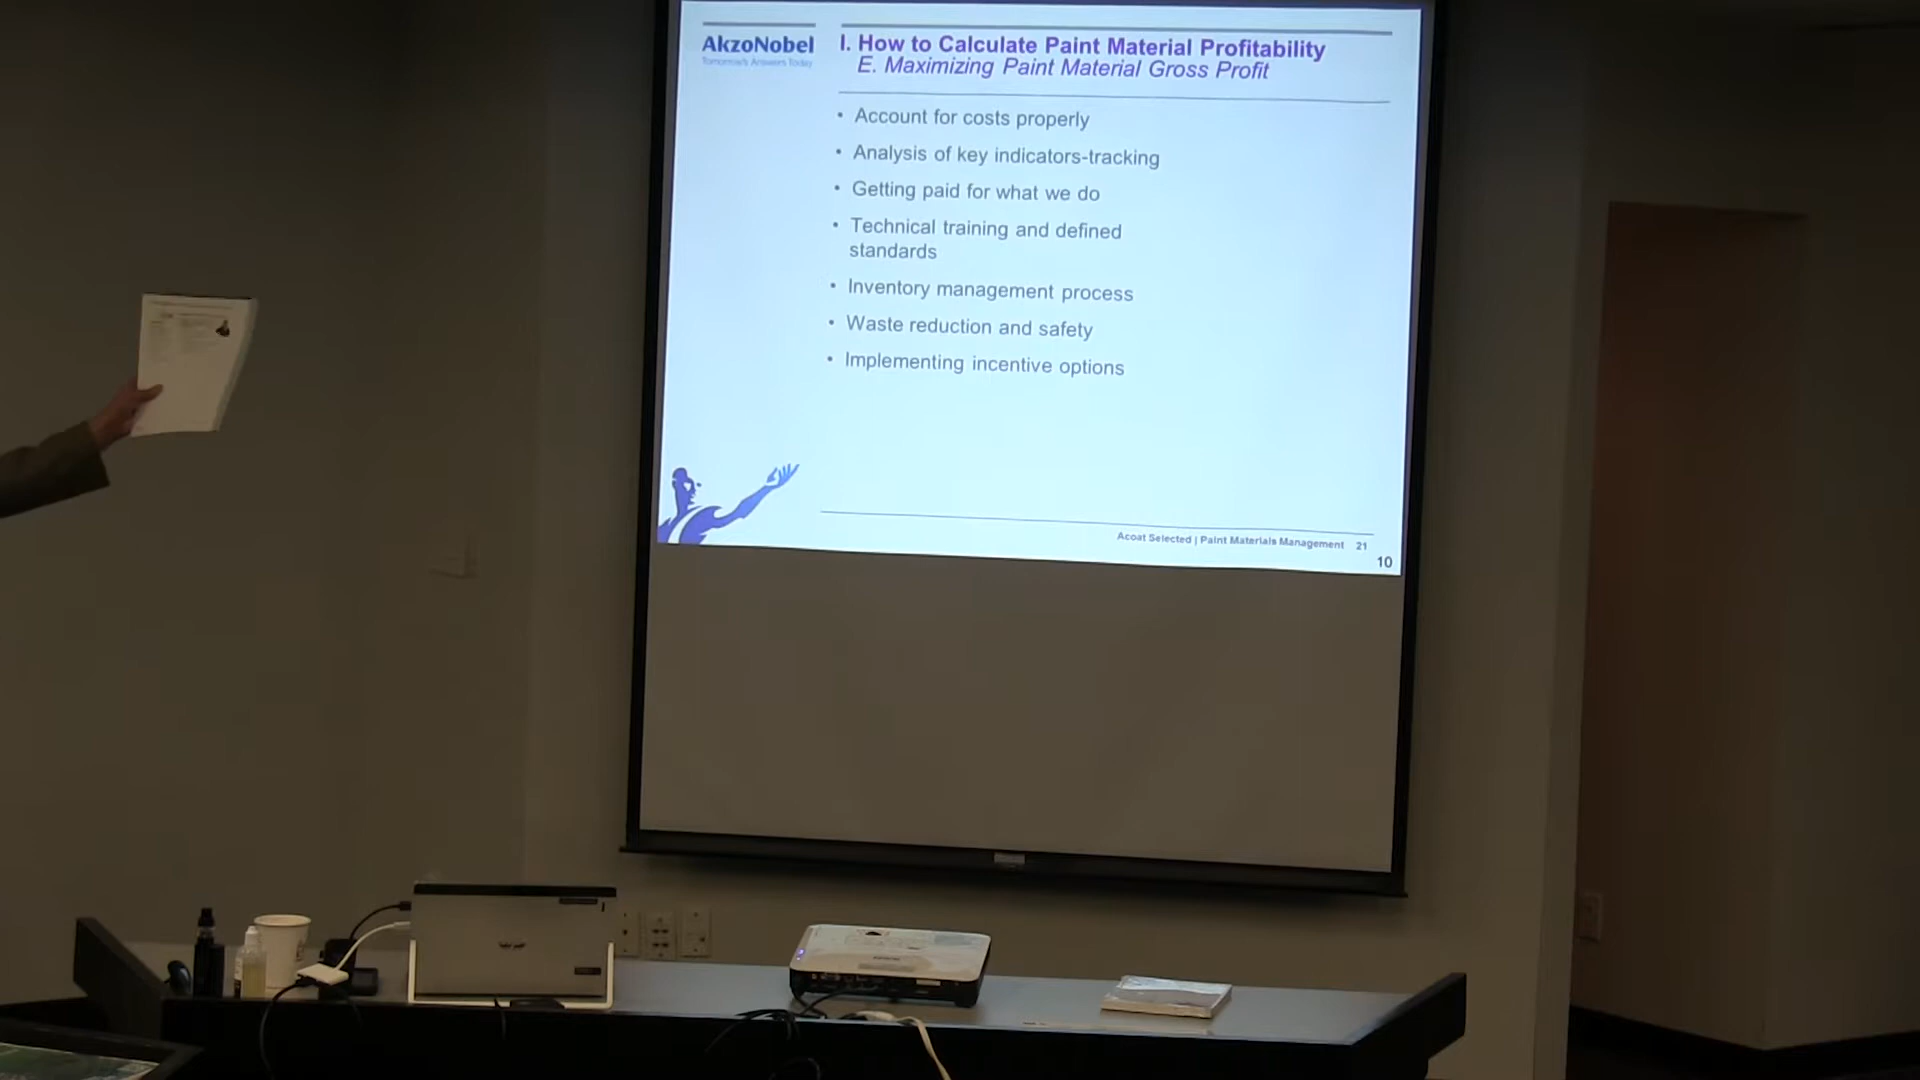 AkzoNobel
Tomorrow's Answers Today
I. How to Calculate Paint Material Profitability
E. Maximizing Paint Material Gross Profit
• Account for costs properly
• Analysis of key indicators-tracking
• Getting paid for what we do
• Technical training and defined
standards
• Inventory management process
• Waste reduction and safety
• Implementing incentive options
Acoat Selected | Paint Materials Management 21
10